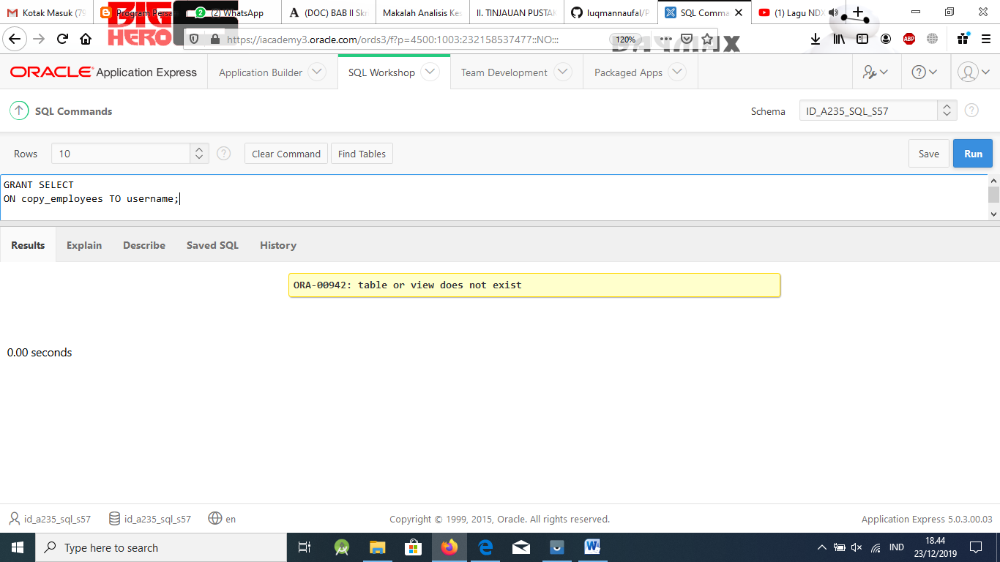 Kotak Masuk (79
Program Persa
(2) WhatsApp
(DOC) BAB II Skr
Makalah Analisis Kes
II. TINJAUAN PUSTAK
luqmannaufal/P
SQL Comma
(1) Lagu NDX
BIG
HERO
https://iacademy3.oracle.com/ords3/f?p=4500:1003:232158537477::NO:::
120%
ABP
ORACLE Application Express
Application Builder
SQL Workshop
Team Development
Packaged Apps
SQL Commands
Schema
ID_A235_SQL_S57
Rows
10
Clear Command
Find Tables
Save
Run
GRANT SELECT
ON copy_employees TO username;
Results
Explain
Describe
Saved SQL
History
ORA-00942: table or view does not exist
0.00 seconds
id_a235_sql_s57
id_a235_sql_s57
en
Copyright © 1999, 2015, Oracle. All rights reserved.
Application Express 5.0.3.00.03
Type here to search
IND
18.44
23/12/2019